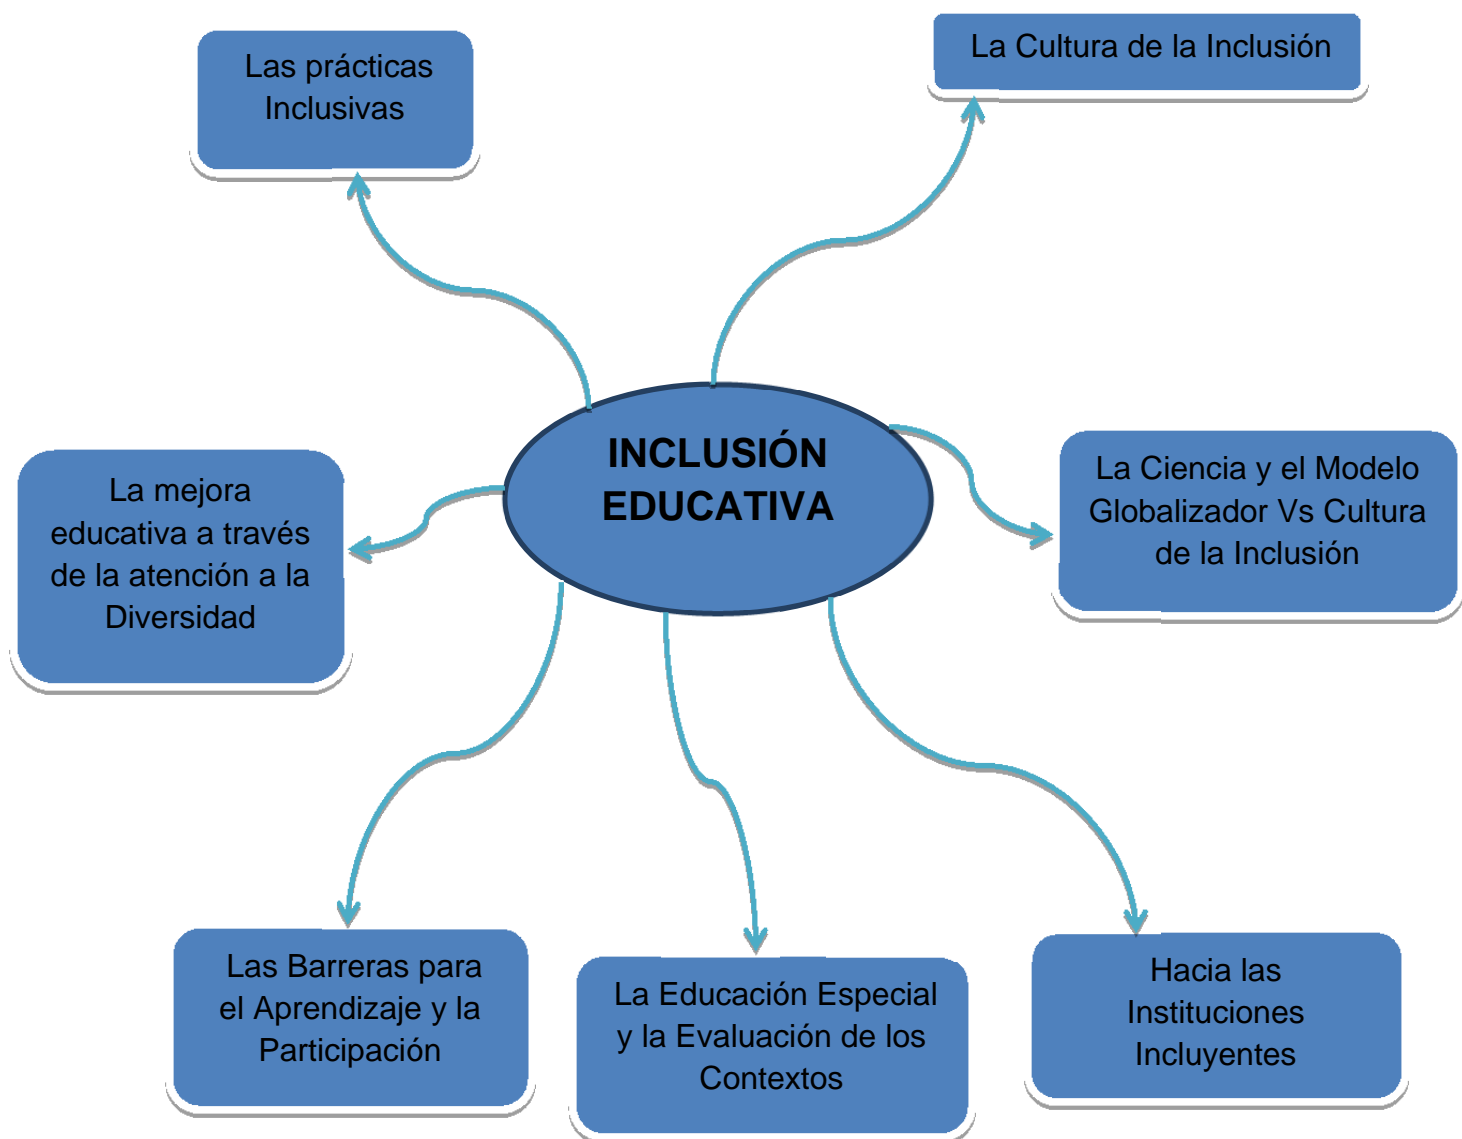 Las prácticas
Inclusivas
La Cultura de la Inclusión
INCLUSIÓN
EDUCATIVA
La mejora
educativa a través
de la atención a la
Diversidad
La Ciencia y el Modelo
Globalizador Vs Cultura
de la Inclusión
Las Barreras para
el Aprendizaje y la
Participación
La Educación Especial
y la Evaluación de los
Contextos
Hacia las
Instituciones
Incluyentes